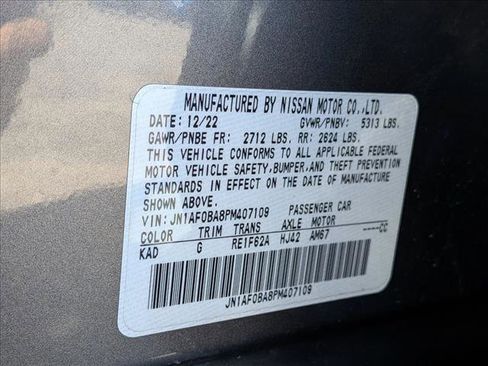 MANUFACTURED BY NISSAN MOTOR CO.,LTD.
DATE: 12/22 GVWR/PNBV: 5313 LBS.
GAWR/PNBE FR: 2712 LBS. RR: 2624 LBS.
THIS VEHICLE CONFORMS TO ALL APPLICABLE FEDERAL
MOTOR VEHICLE SAFETY,BUMPER,AND THEFT PREVENTION
STANDARDS IN EFFECT ON THE DATE OF MANUFACTURE
SHOWN ABOVE.
VIN: JN1AF0BA8PM407109 PASSENGER CAR
COLOR TRIM TRANS AXLE MOTOR
KAD G RE1F62A HJ42 AM67 ----CC
JN1AF0BA8PM407109